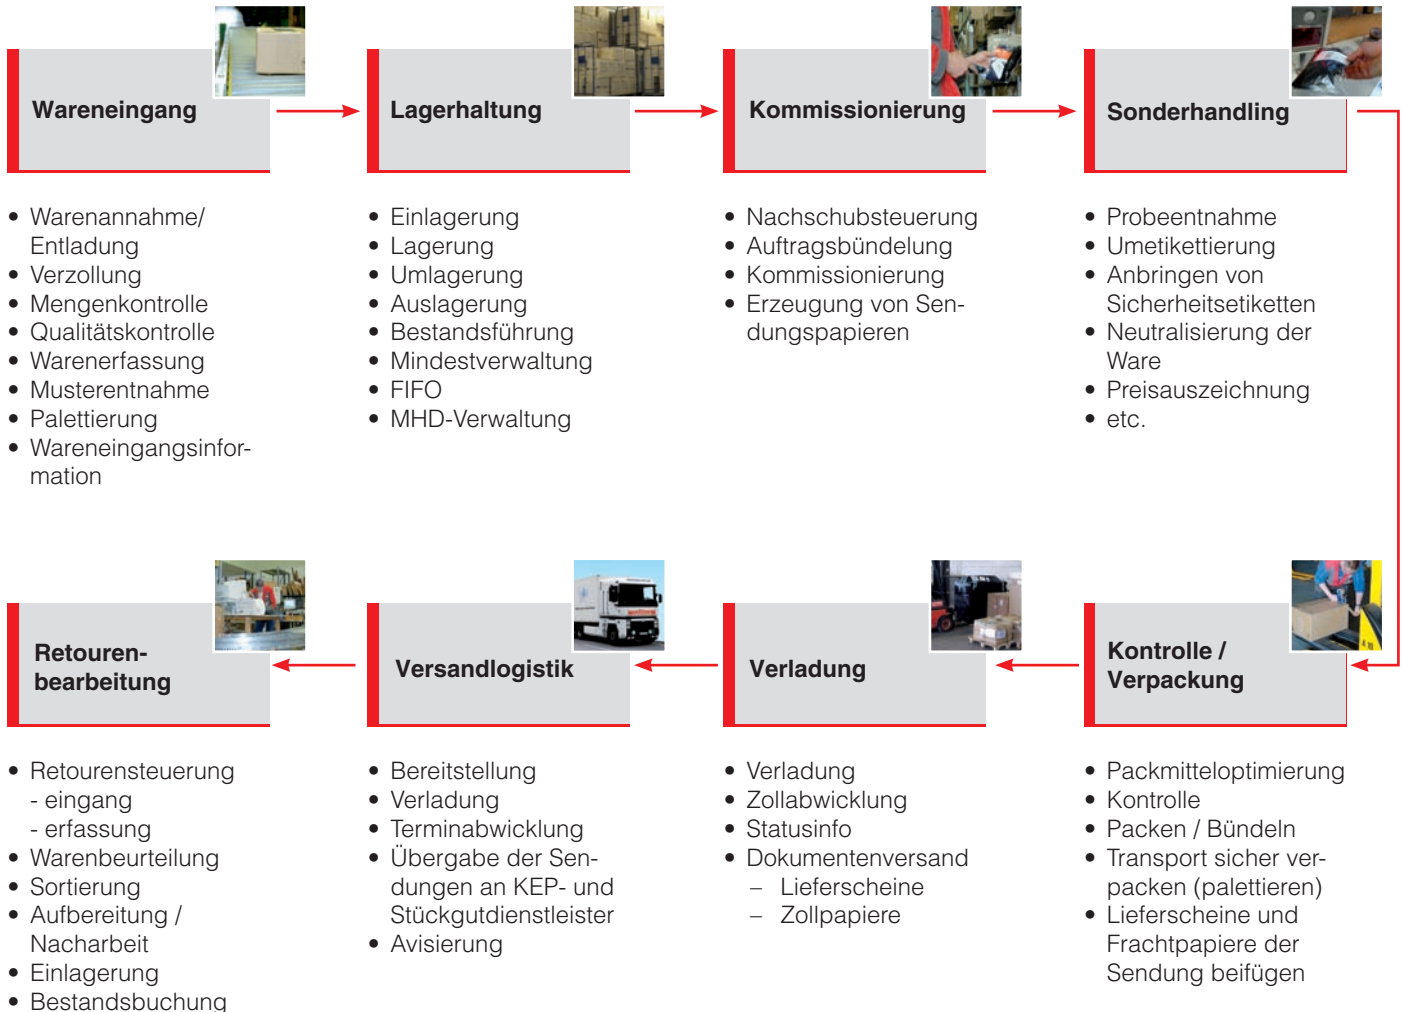 Wareneingang
• Warenannahme/
Entladung
• Verzollung
• Mengenkontrolle
• Qualitätskontrolle
• Warenerfassung
• Musterentnahme
• Palettierung
• Wareneingangsinfor-
mation
Lagerhaltung
• Einlagerung
• Lagerung
• Umlagerung
• Auslagerung
• Bestandsführung
• Mindestverwaltung
• FIFO
• MHD-Verwaltung
Kommissionierung
• Nachschubsteuerung
• Auftragsbündelung
• Kommissionierung
• Erzeugung von Sen-
dungspapieren
Sonderhandling
• Probeentnahme
• Umetikettierung
• Anbringen von
Sicherheitsetiketten
• Neutralisierung der
Ware
• Preisauszeichnung
• etc.
Kontrolle /
Verpackung
• Packmitteloptimierung
• Kontrolle
• Packen / Bündeln
• Transport sicher ver-
packen (palettieren)
• Lieferscheine und
Frachtpapiere der
Sendung beifügen
Verladung
• Verladung
• Zollabwicklung
• Statusinfo
• Dokumentenversand
– Lieferscheine
– Zollpapiere
Versandlogistik
• Bereitstellung
• Verladung
• Terminabwicklung
• Übergabe der Sen-
dungen an KEP- und
Stückgutdienstleister
• Avisierung
Retouren-
bearbeitung
• Retourensteuerung
- eingang
- erfassung
• Warenbeurteilung
• Sortierung
• Aufbereitung /
Nacharbeit
• Einlagerung
• Bestandsbuchung